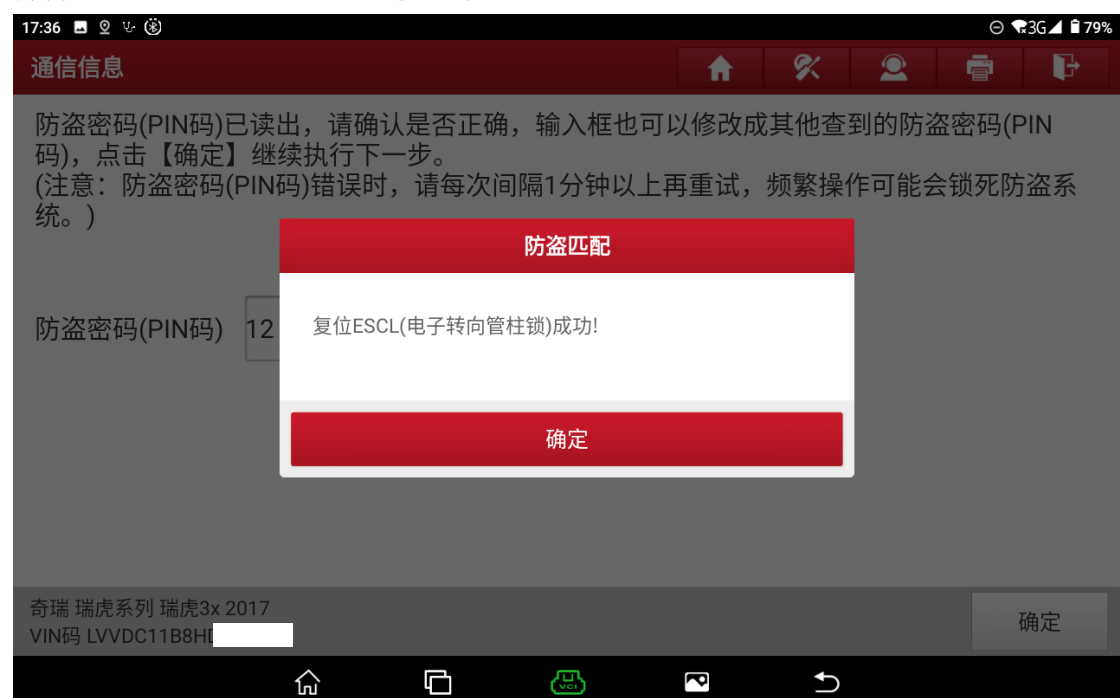 17:36
3G
79%
通信信息
防盗密码(PIN码)已读出，请确认是否正确，输入框也可以修改成其他查到的防盗密码(PIN
码)，点击【确定】继续执行下一步。
(注意：防盗密码(PIN码)错误时，请每次间隔1分钟以上再重试，频繁操作可能会锁死防盗系
统。)
防盗匹配
防盗密码(PIN码) 12
复位ESCL(电子转向管柱锁)成功!
确定
奇瑞 瑞虎系列 瑞虎3x 2017
VIN码 LVVDC11B8H
确定
VCI